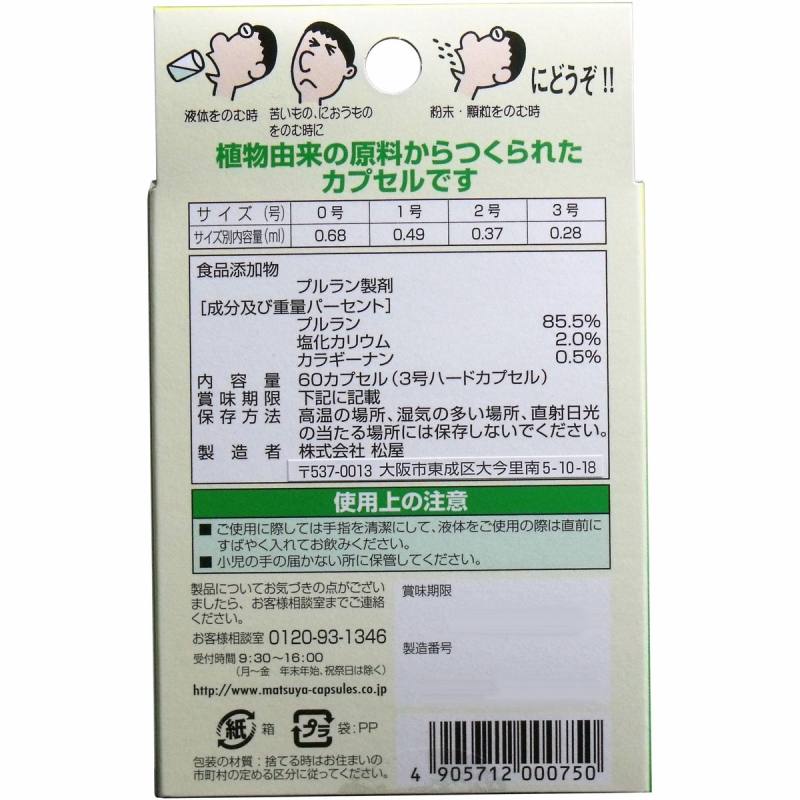 液体をのむ時
苦いもの、におうもの
をのむ時に
粉末・顆粒をのむ時
にどうぞ!!
植物由来の原料からつくられた
カプセルです
サイズ(号) 0号 1号 2号 3号
サイズ別内容量(ml) 0.68 0.49 0.37 0.28
食品添加物
プルラン製剤
[成分及び重量パーセント]
プルラン 85.5%
塩化カリウム 2.0%
カラギーナン 0.5%
内容量 60カプセル(3号ハードカプセル)
賞味期限 下記に記載
保存方法 高温の場所、湿気の多い場所、直射日光
の当たる場所には保存しないでください。
製造者 株式会社 松屋
〒537-0013 大阪市東成区大今里南5-10-18
使用上の注意
■ ご使用に際しては手指を清潔にして、液体をご使用の際は直前に
すばやく入れてお飲みください。
■ 小児の手の届かない所に保管してください。
製品についてお気づきの点がござい
ましたら、お客様相談室までご連絡
ください。
お客様相談室 0120-93-1346
受付時間 9:30~16:00
(月~金 年末年始、祝祭日は除く)
http://www.matsuya-capsules.co.jp
賞味期限
製造番号
紙 箱 プラ 袋:PP
包装の材質:捨てる時はお住まいの
市町村の定める区分に従ってください。
4 905712 000750